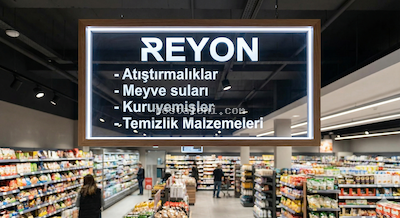 REYON
- Atıştırmalıklar
- Meyve suları
- Kuruyemişler
- Temizlik Malzemeleri